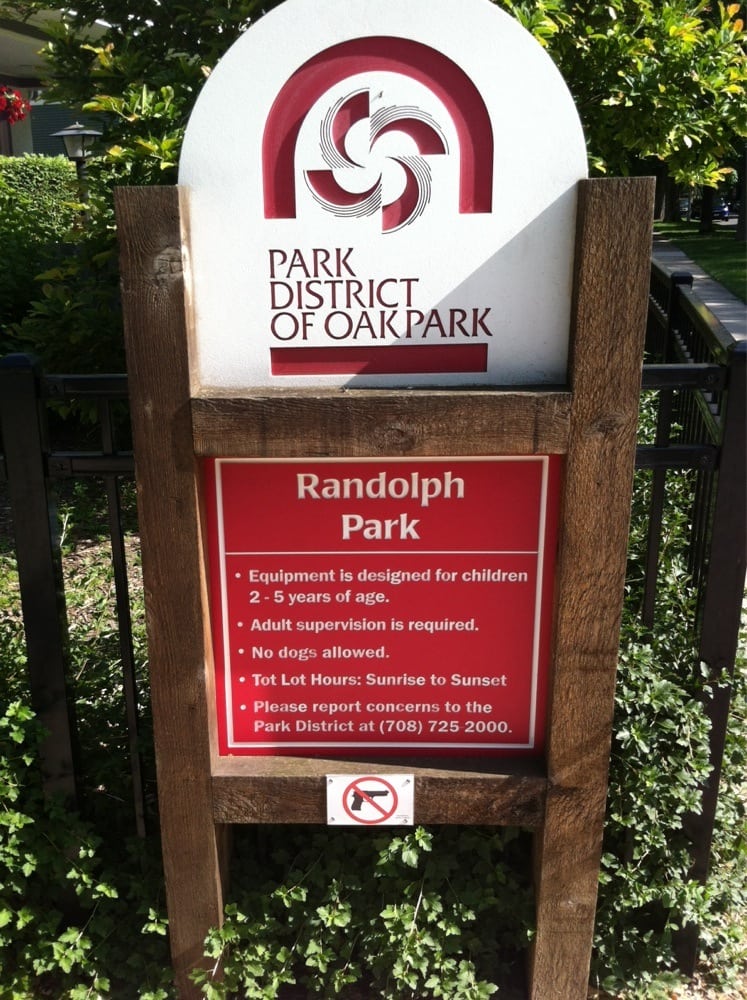 PARK
DISTRICT
OF OAK PARK
Randolph
Park
• Equipment is designed for children
2 - 5 years of age.
• Adult supervision is required.
• No dogs allowed.
• Tot Lot Hours: Sunrise to Sunset
• Please report concerns to the
Park District at (708) 725-2000.